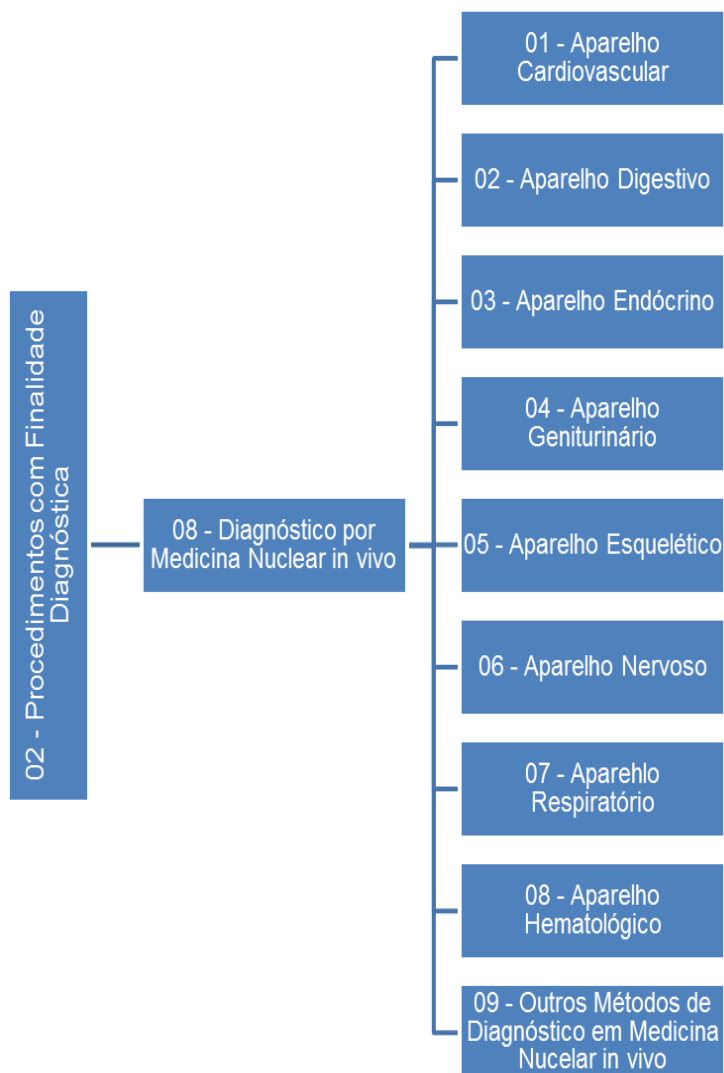 02 - Procedimentos com Finalidade
Diagnóstica
08 - Diagnóstico por
Medicina Nuclear in vivo
01 - Aparelho
Cardiovascular
02 - Aparelho Digestivo
03 - Aparelho Endócrino
04 - Aparelho
Geniturinário
05 - Aparelho Esquelético
06 - Aparelho Nervoso
07 - Aparehlo
Respiratório
08 - Aparelho
Hematológico
09 - Outros Métodos de
Diagnóstico em Medicina
Nucelar in vivo